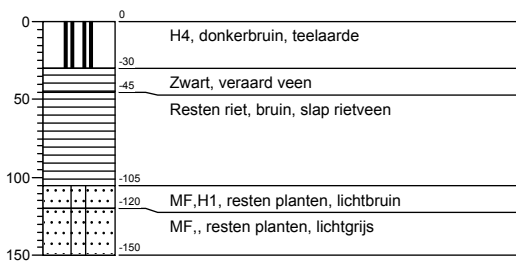 0
0
H4, donkerbruin, teelaarde
-30
Zwart, veraard veen
-45
50
Resten riet, bruin, slap rietveen
100
-105
MF,H1, resten planten, lichtbruin
-120
MF,, resten planten, lichtgrijs
150
-150